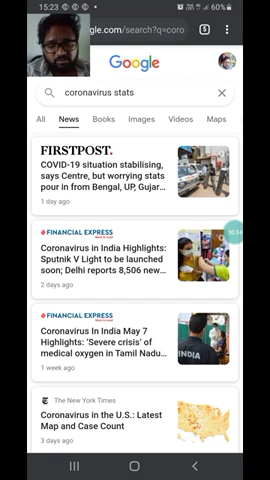 15:23
60%
gle.com/search?q=coro
5
Google
coronavirus stats
All News Books Images Videos Maps
FIRSTPOST.
COVID-19 situation stabilising,
says Centre, but worrying stats
pour in from Bengal, UP, Gujar...
1 day ago
FINANCIAL EXPRESS
Coronavirus in India Highlights:
Sputnik V Light to be launched
soon; Delhi reports 8,506 new...
2 days ago
FINANCIAL EXPRESS
Coronavirus In India May 7
Highlights: ‘Severe crisis’ of
medical oxygen in Tamil Nadu...
1 week ago
INDIA
The New York Times
Coronavirus in the U.S.: Latest
Map and Case Count
3 days ago